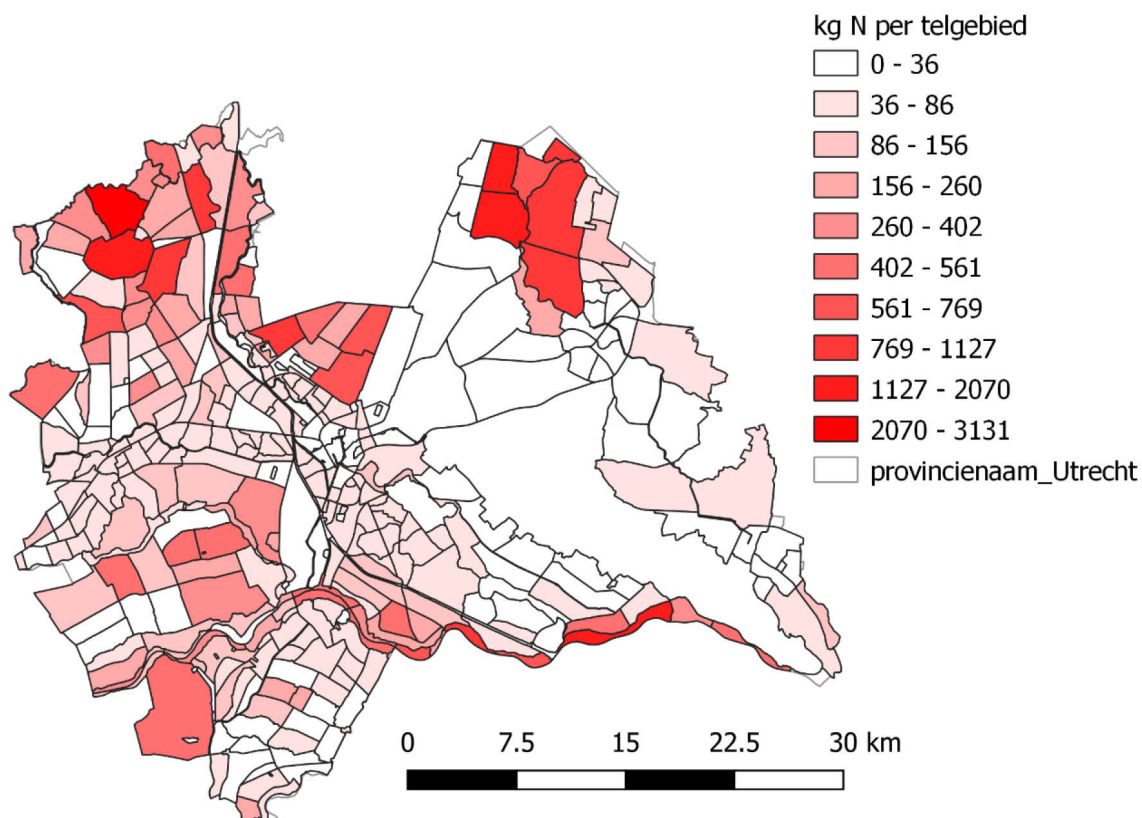 kg N per telgebied
0 - 36
36 - 86
86 - 156
156 - 260
260 - 402
402 - 561
561 - 769
769 - 1127
1127 - 2070
2070 - 3131
provincienaam_Utrecht
0 7.5 15 22.5 30 km